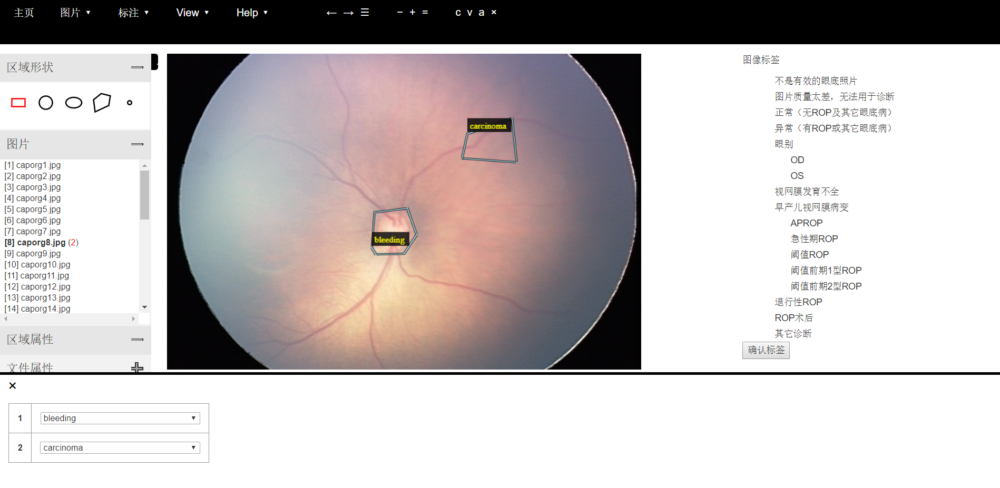 主页 图片 ▼ 标注 ▼ View ▼ Help ▼ ← → ☰ − + = c v a ×
区域形状
图片
[1] caporg1.jpg
[2] caporg2.jpg
[3] caporg3.jpg
[4] caporg4.jpg
[5] caporg5.jpg
[6] caporg6.jpg
[7] caporg7.jpg
[8] caporg8.jpg (2)
[9] caporg9.jpg
[10] caporg10.jpg
[11] caporg11.jpg
[12] caporg12.jpg
[13] caporg13.jpg
[14] caporg14.jpg
区域属性
文件属性
carcinoma
bleeding
图像标签
不是有效的眼底照片
图片质量太差，无法用于诊断
正常（无ROP及其它眼底病）
异常（有ROP或其它眼底病）
眼别
OD
OS
视网膜发育不全
早产儿视网膜病变
APROP
急性期ROP
阈值ROP
阈值前期1型ROP
阈值前期2型ROP
退行性ROP
ROP术后
其它诊断
确认标签
×
1 bleeding ▼
2 carcinoma ▼